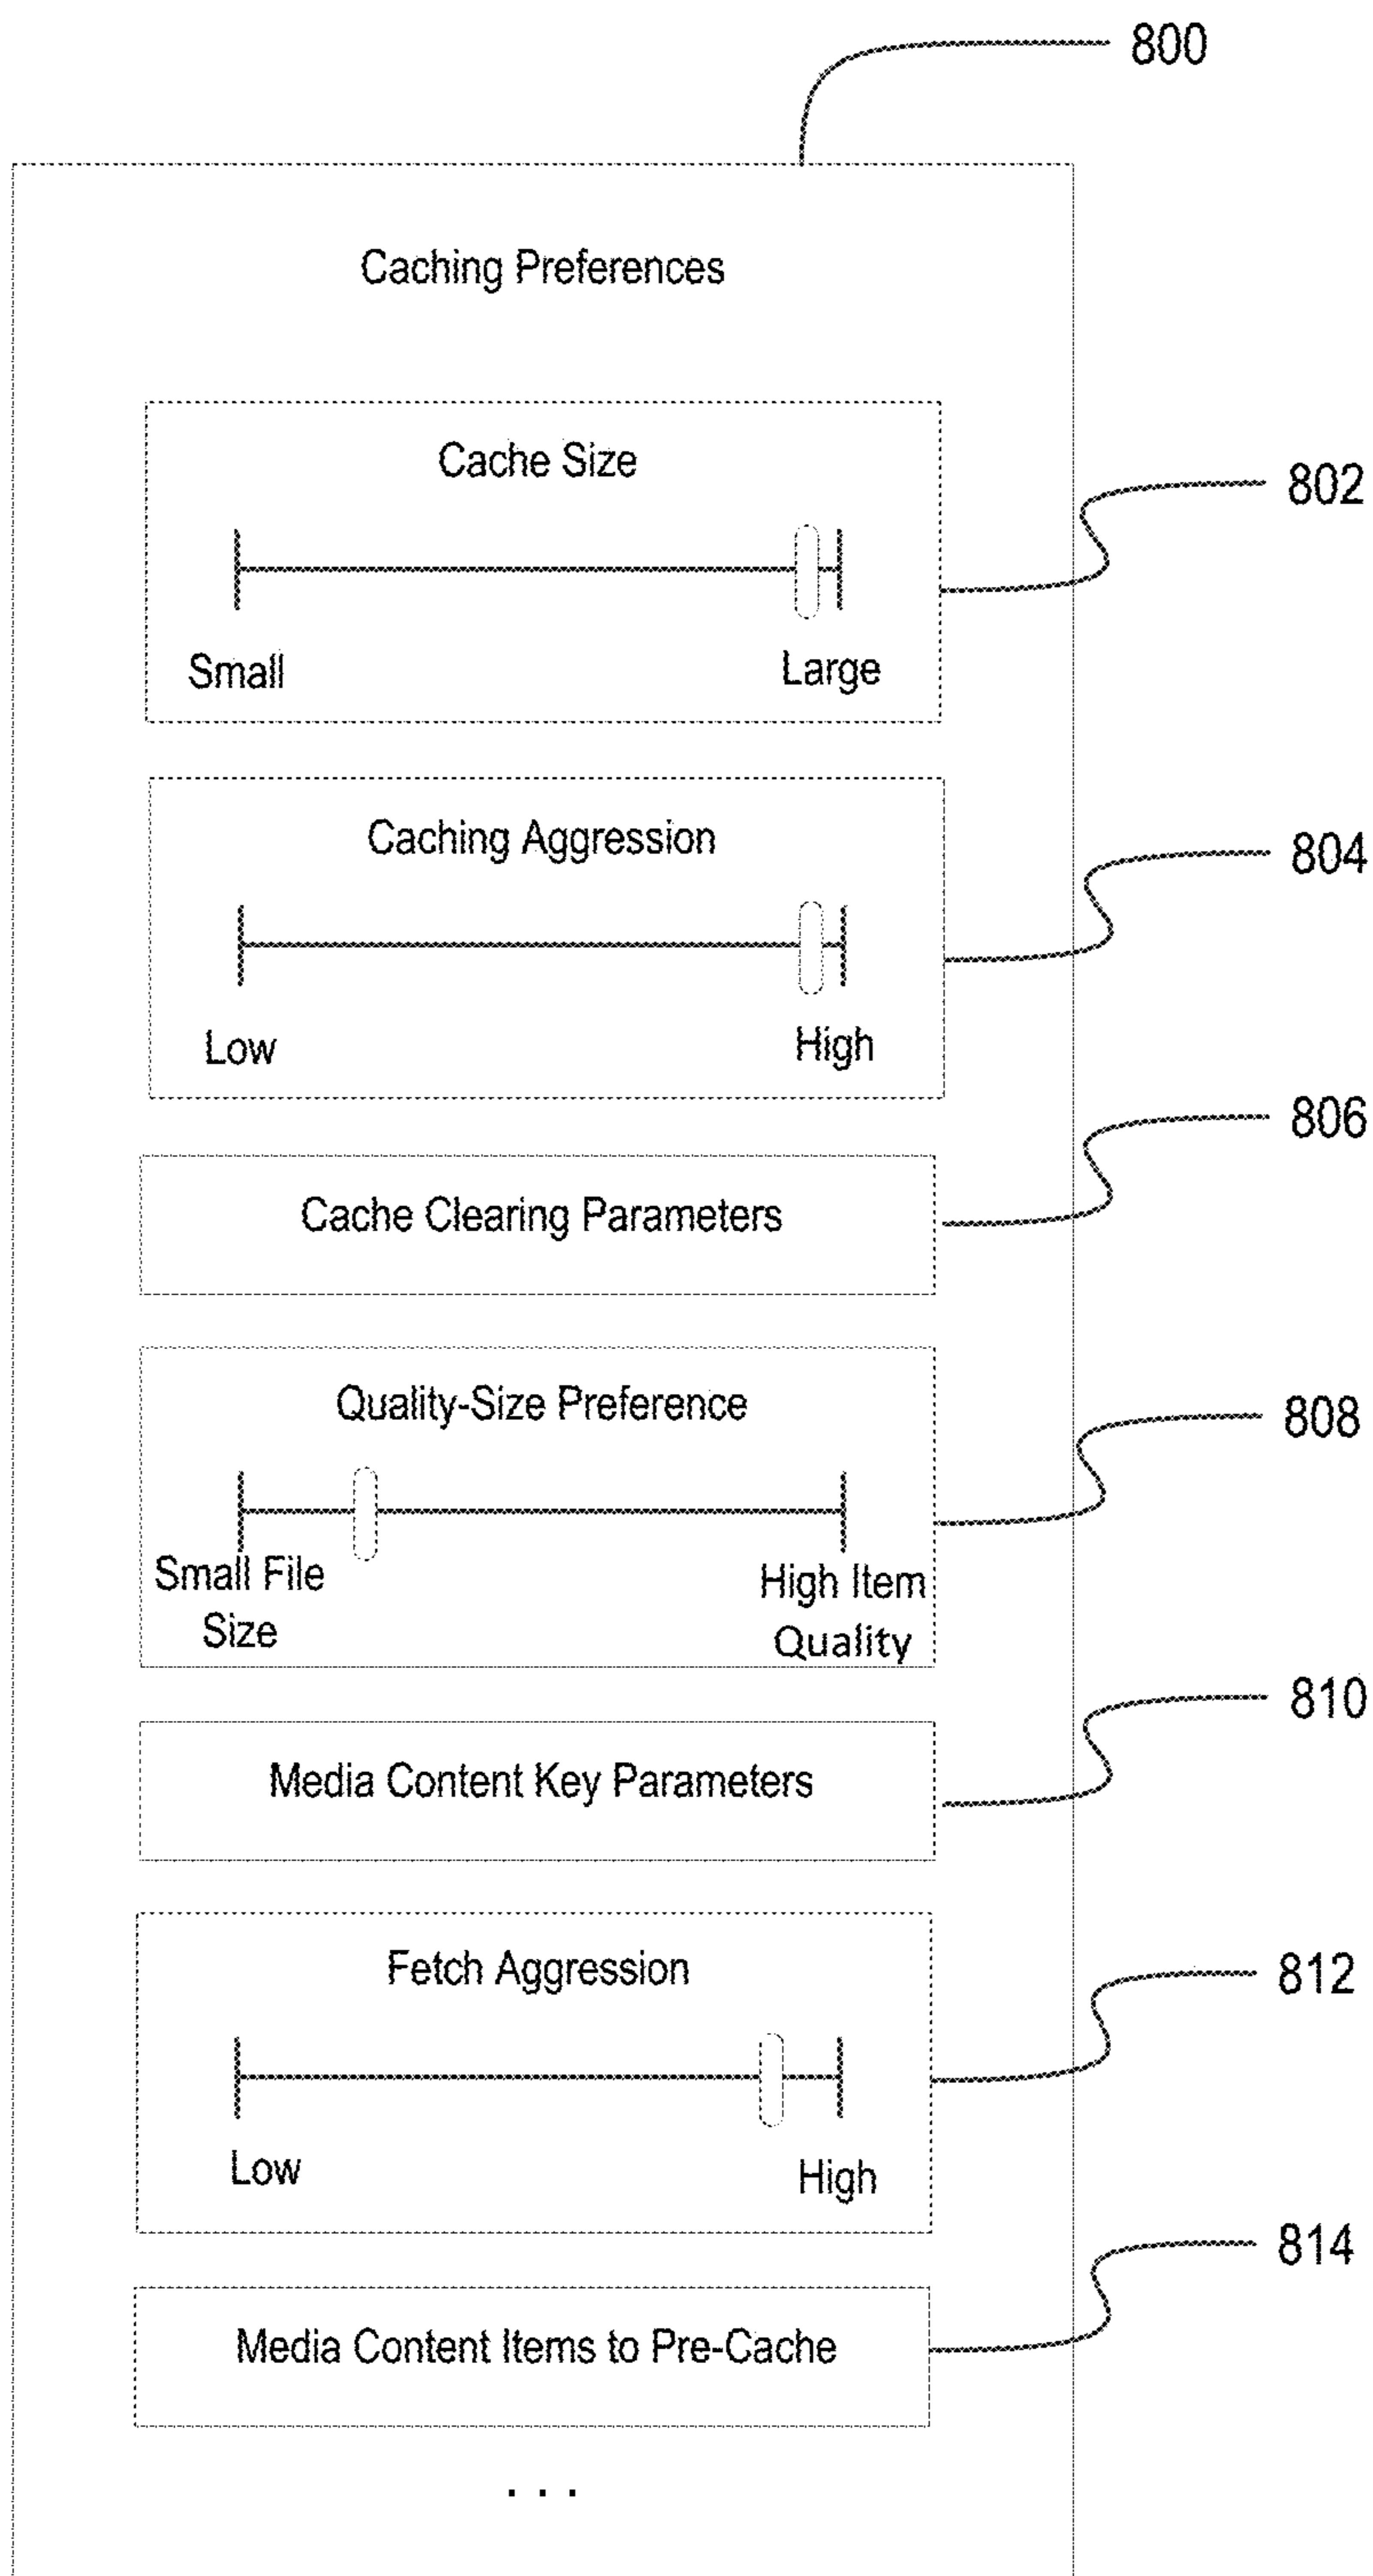 800
Caching Preferences
Cache Size
802
Small
Large
Caching Aggression
804
Low
High
806
Cache Clearing Parameters
Quality-Size Preference
808
Small File
Size
High Item
Quality
810
Media Content Key Parameters
Fetch Aggression
812
Low
High
814
Media Content Items to Pre-Cache
. . .